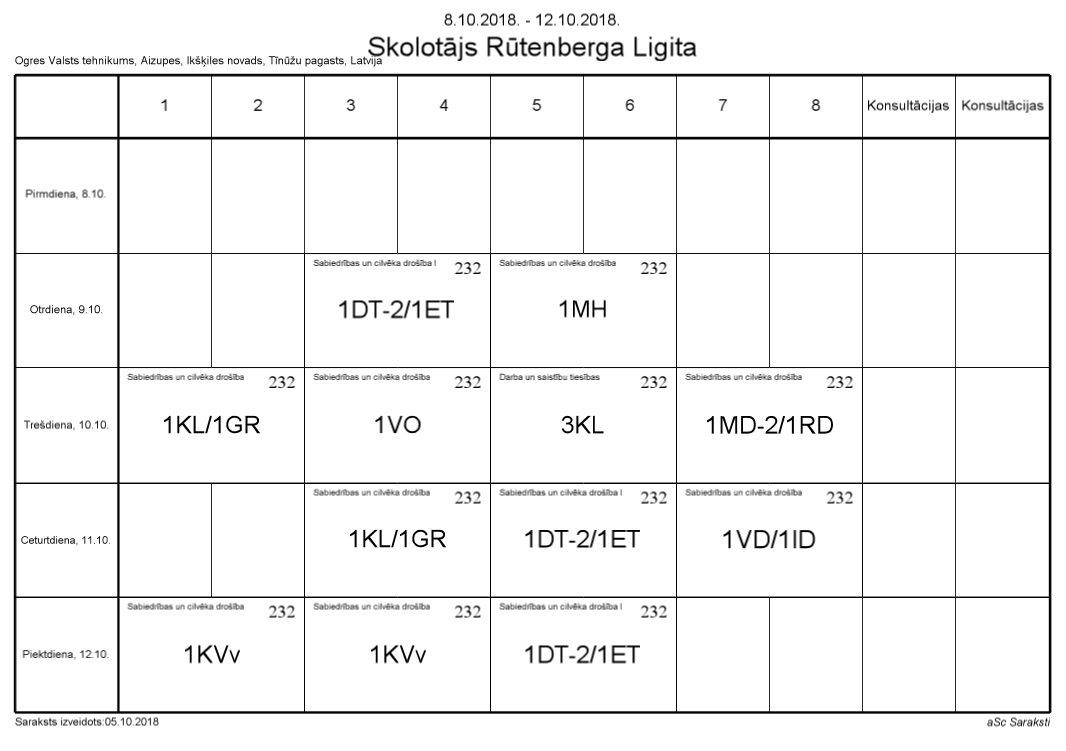 8.10.2018. - 12.10.2018.
Skolotājs Rūtenberga Ligita
Ogres Valsts tehnikums, Aizupes, Ikšķiles novads, Tīnūžu pagasts, Latvija
1 2 3 4 5 6 7 8 Konsultācijas Konsultācijas
Pirmdiena, 8.10.
Sabiedrības un cilvēka drošība I 232 Sabiedrības un cilvēka drošība 232
Otrdiena, 9.10. 1DT-2/1ET 1MH
Sabiedrības un cilvēka drošība 232 Sabiedrības un cilvēka drošība 232 Darba un saistību tiesības 232 Sabiedrības un cilvēka drošība 232
Trešdiena, 10.10. 1KL/1GR 1VO 3KL 1MD-2/1RD
Sabiedrības un cilvēka drošība 232 Sabiedrības un cilvēka drošība I 232 Sabiedrības un cilvēka drošība 232
Ceturtdiena, 11.10. 1KL/1GR 1DT-2/1ET 1VD/1ID
Sabiedrības un cilvēka drošība 232 Sabiedrības un cilvēka drošība 232 Sabiedrības un cilvēka drošība I 232
Piektdiena, 12.10. 1KVv 1KVv 1DT-2/1ET
Saraksts izveidots:05.10.2018 aSc Saraksti